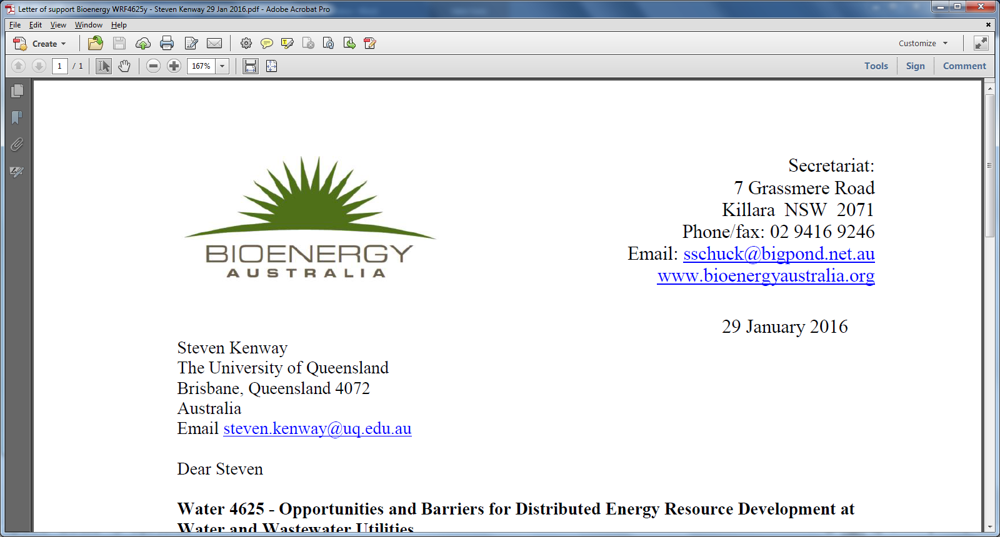 Letter of support Bioenergy WRF4625y - Steven Kenway 29 Jan 2016.pdf - Adobe Acrobat Pro
File Edit View Window Help
Create
Customize
1 / 1
167%
Tools Sign Comment
BIOENERGY
AUSTRALIA
Secretariat:
7 Grassmere Road
Killara NSW 2071
Phone/fax: 02 9416 9246
Email: sschuck@bigpond.net.au
www.bioenergyaustralia.org
29 January 2016
Steven Kenway
The University of Queensland
Brisbane, Queensland 4072
Australia
Email steven.kenway@uq.edu.au
Dear Steven
Water 4625 - Opportunities and Barriers for Distributed Energy Resource Development at
Water and Wastewater Utilities